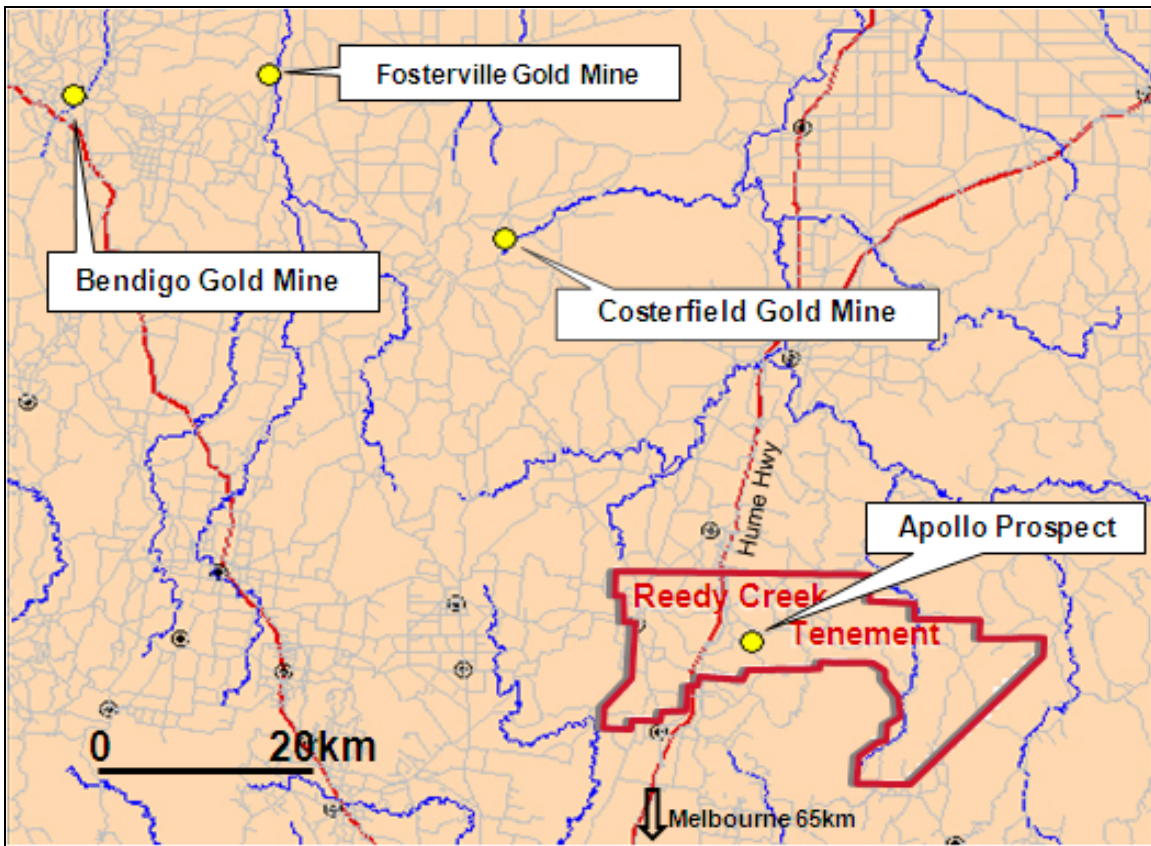 Fosterville Gold Mine
Bendigo Gold Mine
Costerfield Gold Mine
Hume Hwy
Apollo Prospect
Reedy Creek
Tenement
0 20km
Melbourne 65km